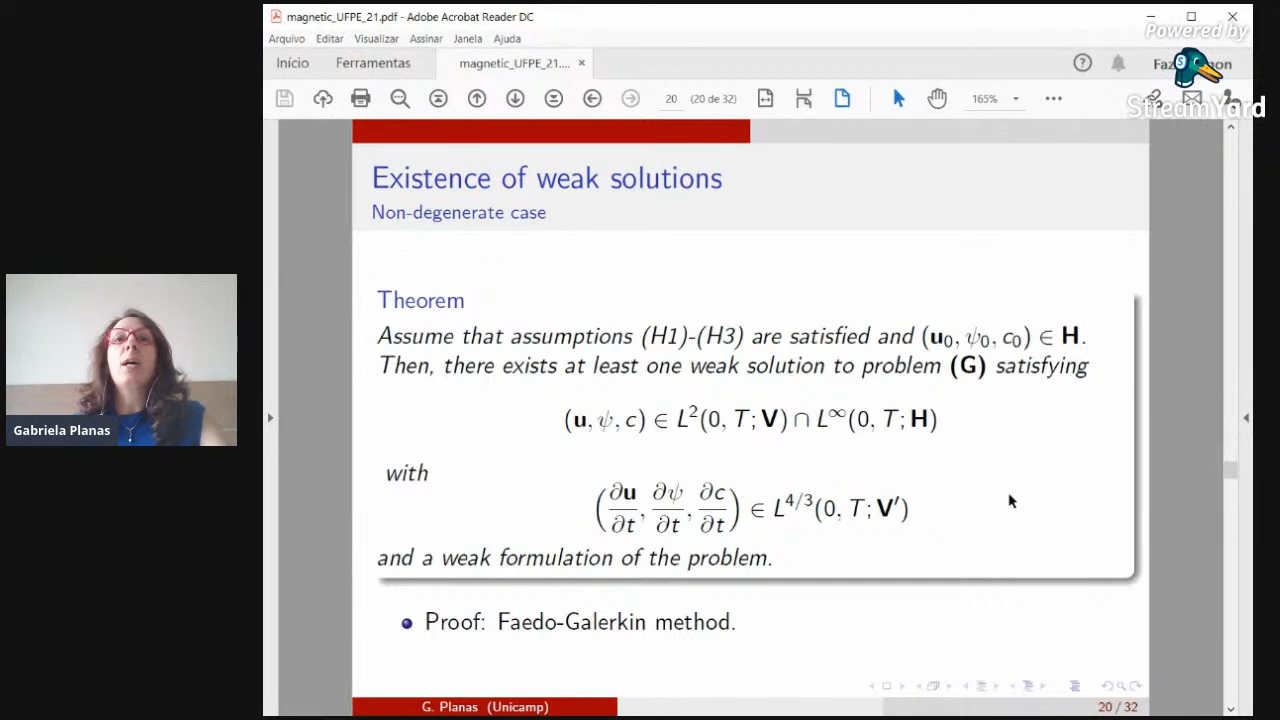 magnetic_UFPE_21.pdf - Adobe Acrobat Reader DC
Powered by
Arquivo Editar Visualizar Assinar Janela Ajuda
Início Ferramentas magnetic_UFPE_21.... ×
StreamYard
20 (20 de 32) 165%
Existence of weak solutions
Non-degenerate case
Theorem
Assume that assumptions (H1)-(H3) are satisfied and (u₀, ψ₀, c₀) ∈ H.
Then, there exists at least one weak solution to problem (G) satisfying
(u, ψ, c) ∈ L²(0, T; V) ∩ L^∞(0, T; H)
with
(∂u/∂t, ∂ψ/∂t, ∂c/∂t) ∈ L^{4/3}(0, T; V′)
and a weak formulation of the problem.
Proof: Faedo-Galerkin method.
G. Planas (Unicamp) 20 / 32
Gabriela Planas